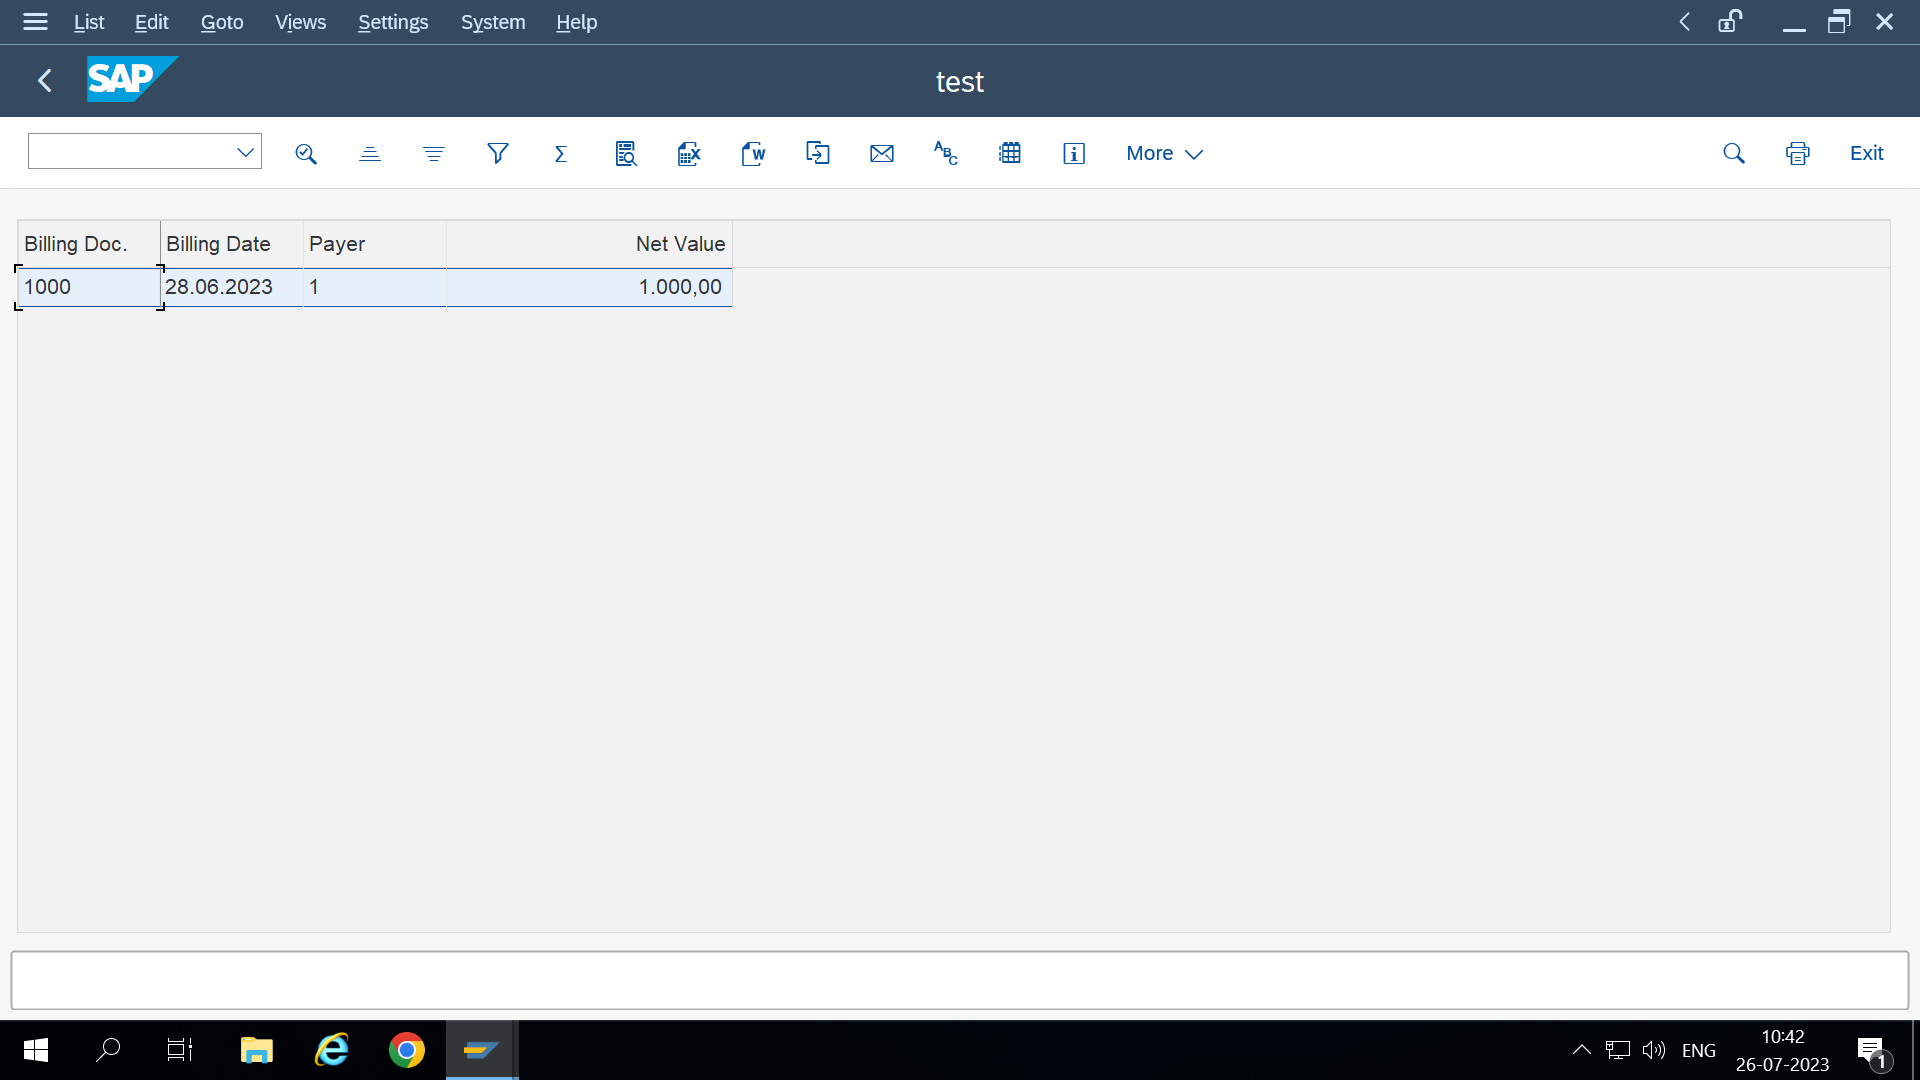 List Edit Goto Views Settings System Help
SAP test
More Exit
Billing Doc. Billing Date Payer Net Value
1000 28.06.2023 1 1.000,00
ENG 10:42
26-07-2023 1